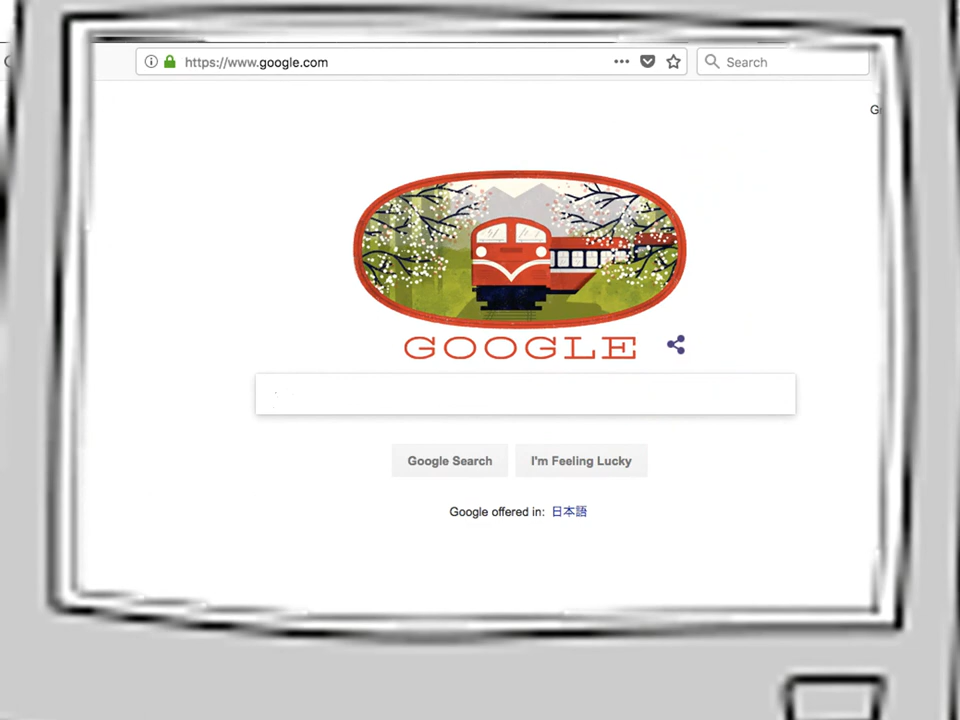 https://www.google.com
Search
GOOGLE
Google Search
I'm Feeling Lucky
Google offered in: 日本語